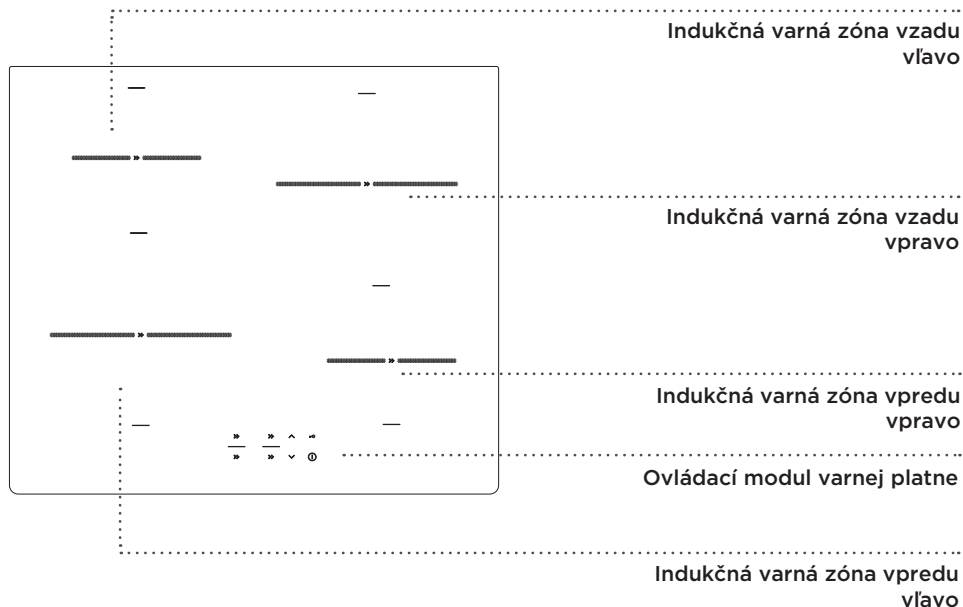 Indukčná varná zóna vzadu
vľavo
Indukčná varná zóna vzadu
vpravo
Indukčná varná zóna vpredu
vpravo
Ovládací modul varnej platne
Indukčná varná zóna vpredu
vľavo